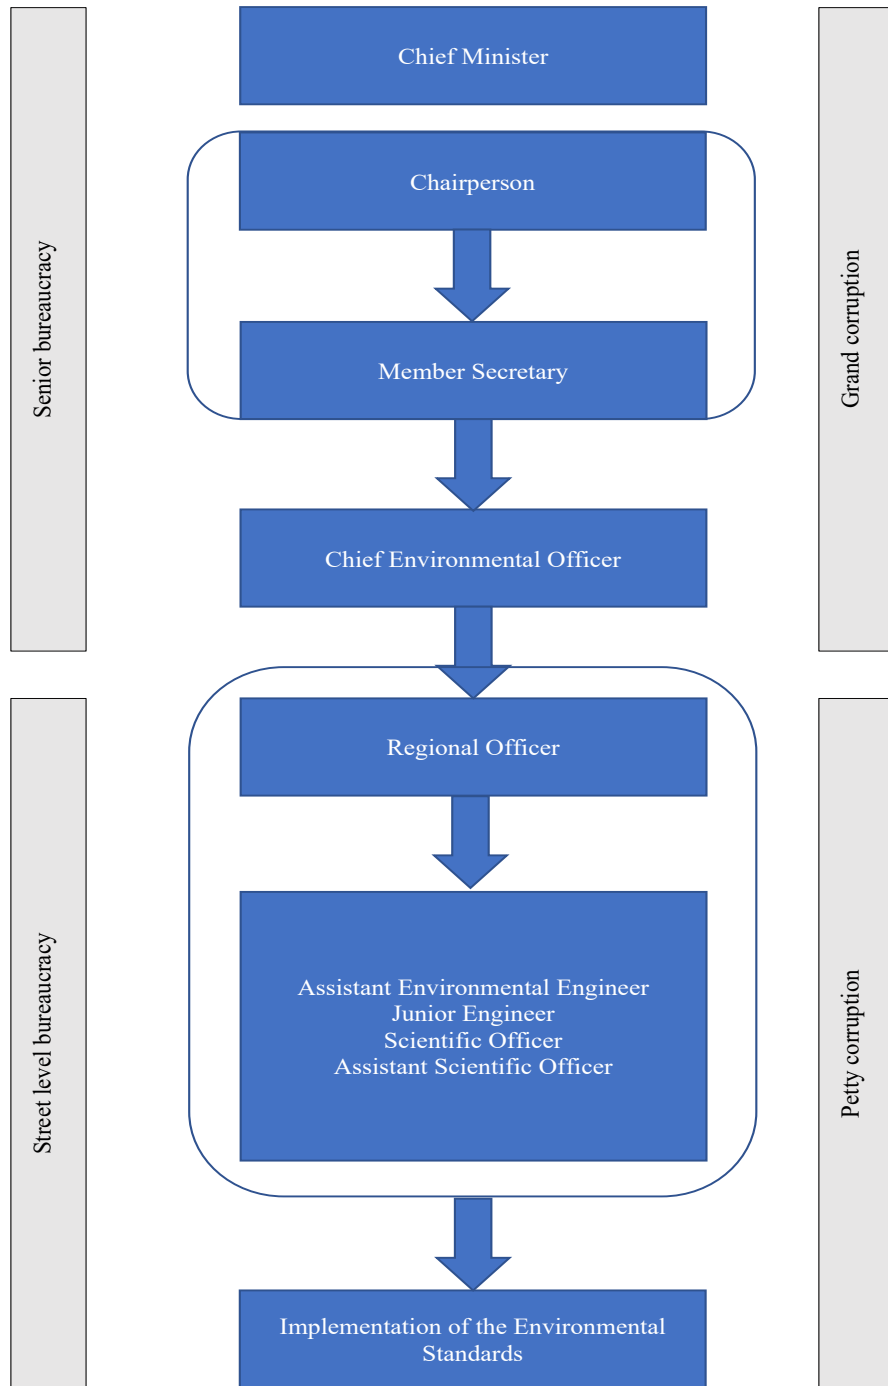 Chief Minister
Senior bureaucracy
Chairperson
Member Secretary
Chief Environmental Officer
Grand corruption
Street level bureaucracy
Regional Officer
Assistant Environmental Engineer
Junior Engineer
Scientific Officer
Assistant Scientific Officer
Petty corruption
Implementation of the Environmental
Standards